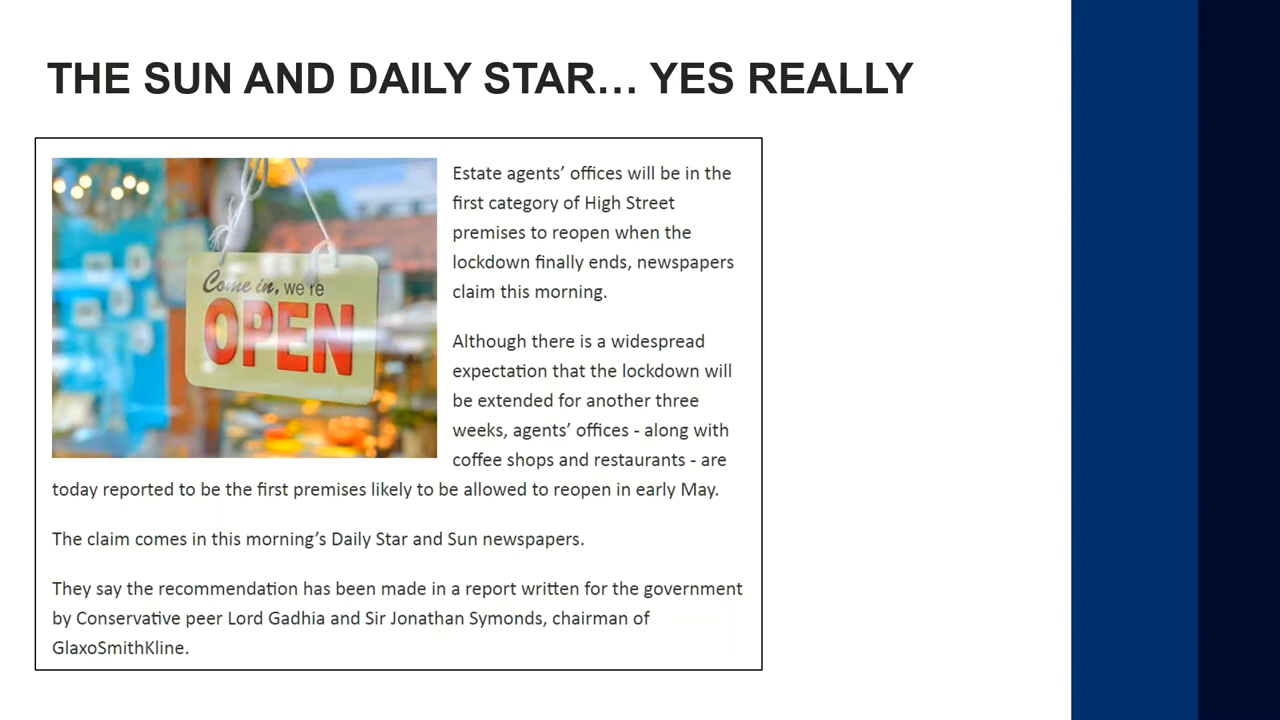 THE SUN AND DAILY STAR… YES REALLY
Come in, we're
OPEN
Estate agents’ offices will be in the
first category of High Street
premises to reopen when the
lockdown finally ends, newspapers
claim this morning.
Although there is a widespread
expectation that the lockdown will
be extended for another three
weeks, agents’ offices - along with
coffee shops and restaurants - are
today reported to be the first premises likely to be allowed to reopen in early May.
The claim comes in this morning’s Daily Star and Sun newspapers.
They say the recommendation has been made in a report written for the government
by Conservative peer Lord Gadhia and Sir Jonathan Symonds, chairman of
GlaxoSmithKline.